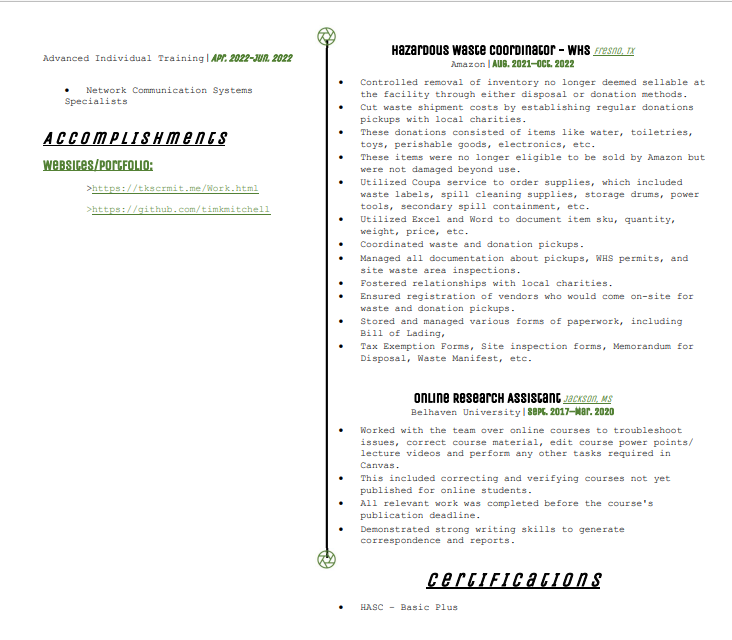 Advanced Individual Training|Apr. 2022-Jun. 2022
• Network Communication Systems
Specialists
Accomplishments
Websites/Portfolio:
>https://tkscrmit.me/Work.html
>https://github.com/timkmitchell
Hazardous Waste Coordinator - WHS Fresno, TX
Amazon|Aug. 2021—Oct. 2022
• Controlled removal of inventory no longer deemed sellable at
the facility through either disposal or donation methods.
• Cut waste shipment costs by establishing regular donations
pickups with local charities.
• These donations consisted of items like water, toiletries,
toys, perishable goods, electronics, etc.
• These items were no longer eligible to be sold by Amazon but
were not damaged beyond use.
• Utilized Coupa service to order supplies, which included
waste labels, spill cleaning supplies, storage drums, power
tools, secondary spill containment, etc.
• Utilized Excel and Word to document item sku, quantity,
weight, price, etc.
• Coordinated waste and donation pickups.
• Managed all documentation about pickups, WHS permits, and
site waste area inspections.
• Fostered relationships with local charities.
• Ensured registration of vendors who would come on-site for
waste and donation pickups.
• Stored and managed various forms of paperwork, including
Bill of Lading,
• Tax Exemption Forms, Site inspection forms, Memorandum for
Disposal, Waste Manifest, etc.
Online Research Assistant Jackson, MS
Belhaven University|Sept. 2017—Mar. 2020
• Worked with the team over online courses to troubleshoot
issues, correct course material, edit course power points/
lecture videos and perform any other tasks required in
Canvas.
• This included correcting and verifying courses not yet
published for online students.
• All relevant work was completed before the course's
publication deadline.
• Demonstrated strong writing skills to generate
correspondence and reports.
Certifications
• HASC – Basic Plus